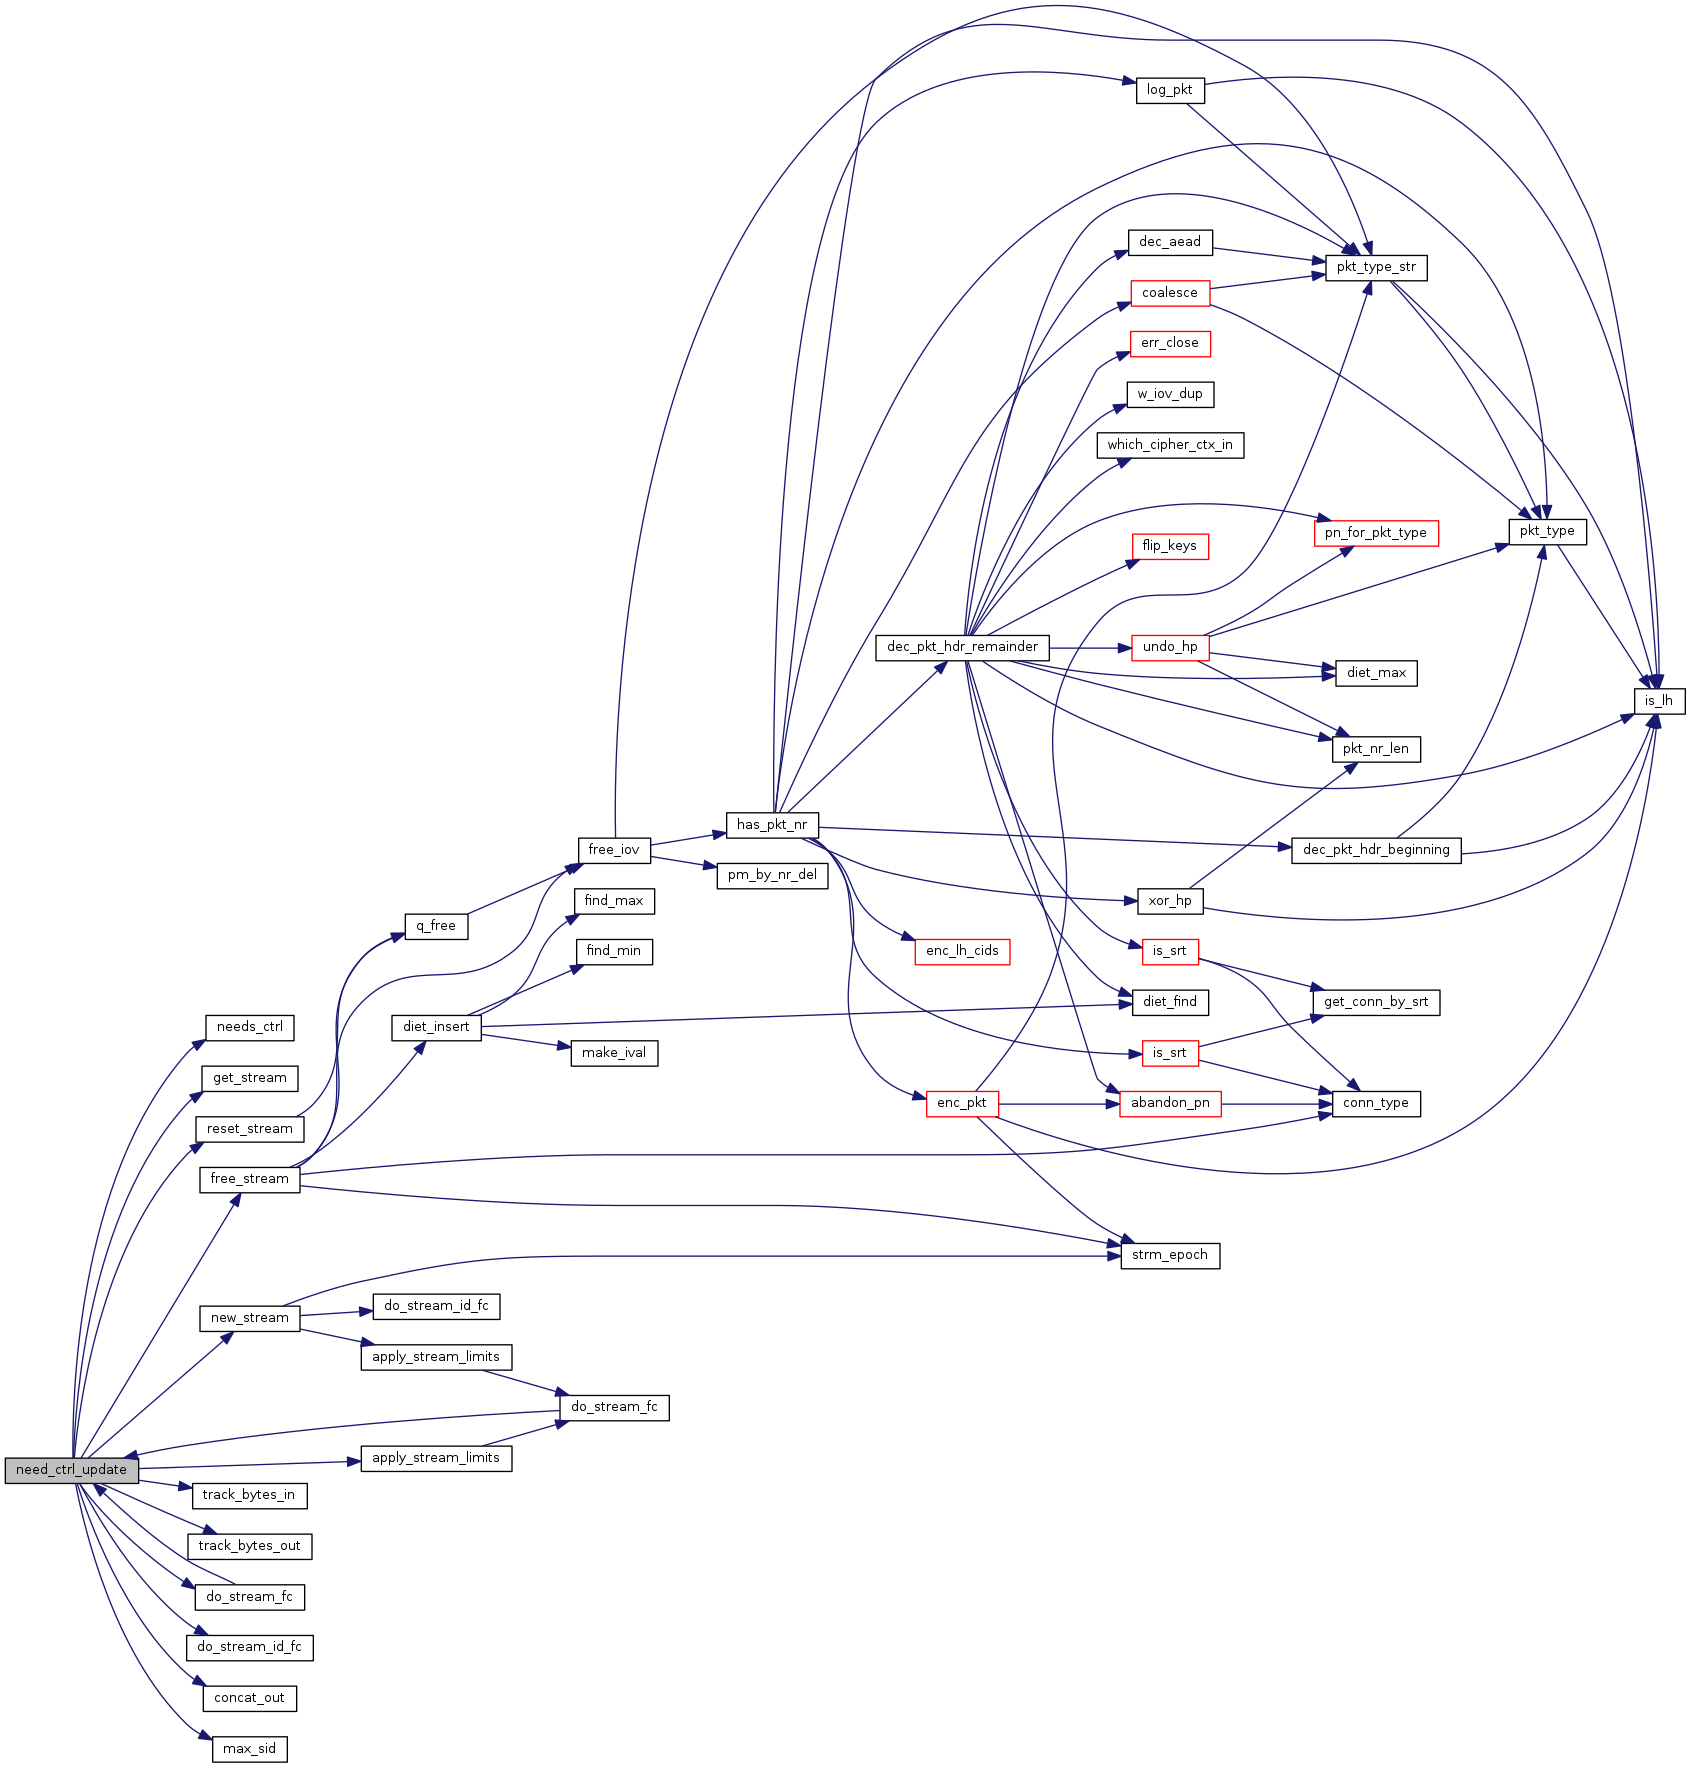 log_pkt
dec_aead
pkt_type_str
coalesce
err_close
w_iov_dup
which_cipher_ctx_in
pn_for_pkt_type
pkt_type
flip_keys
dec_pkt_hdr_remainder
undo_hp
diet_max
is_lh
pkt_nr_len
has_pkt_nr
free_iov
dec_pkt_hdr_beginning
pm_by_nr_del
find_max
xor_hp
q_free
find_min
enc_lh_cids
is_srt
diet_find
get_conn_by_srt
needs_ctrl
diet_insert
make_ival
is_srt
get_stream
enc_pkt
abandon_pn
conn_type
reset_stream
free_stream
strm_epoch
new_stream
do_stream_id_fc
apply_stream_limits
do_stream_fc
need_ctrl_update
apply_stream_limits
track_bytes_in
track_bytes_out
do_stream_fc
do_stream_id_fc
concat_out
max_sid